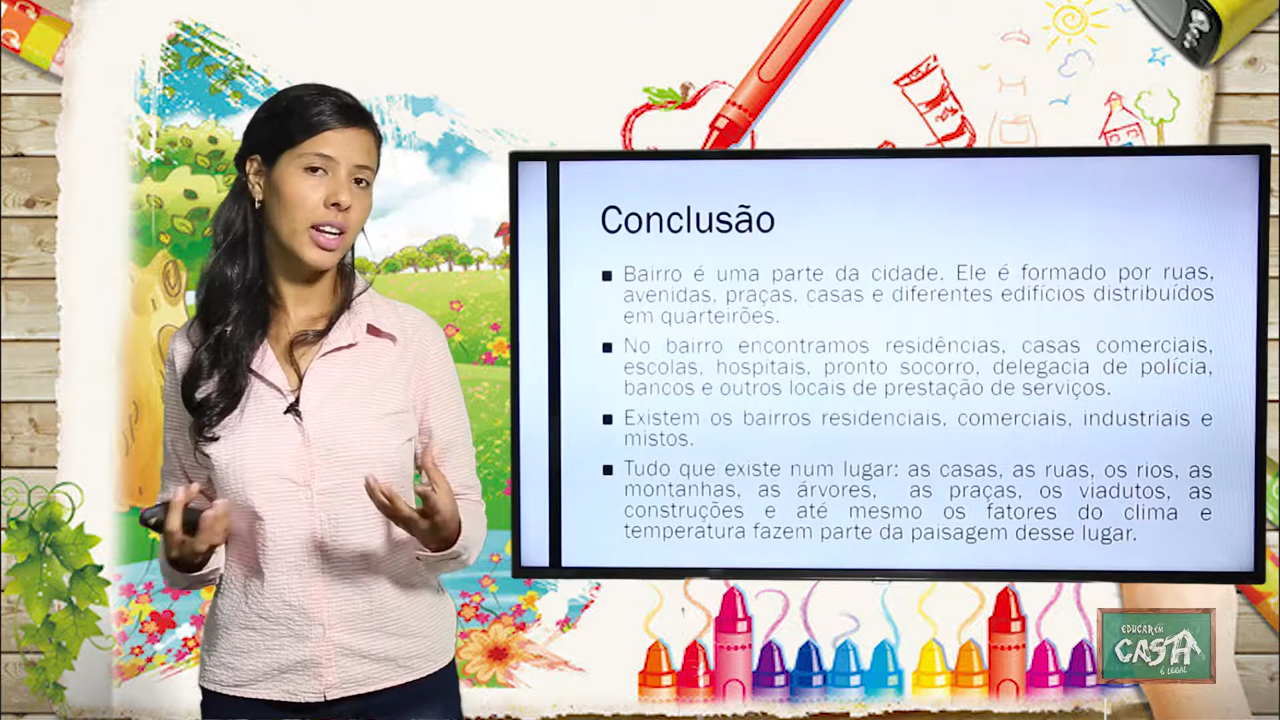 Conclusão
■ Bairro é uma parte da cidade. Ele é formado por ruas,
avenidas, praças, casas e diferentes edifícios distribuídos
em quarteirões.
■ No bairro encontramos residências, casas comerciais,
escolas, hospitais, pronto socorro, delegacia de polícia,
bancos e outros locais de prestação de serviços.
■ Existem os bairros residenciais, comerciais, industriais e
mistos.
■ Tudo que existe num lugar: as casas, as ruas, os rios, as
montanhas, as árvores, as praças, os viadutos, as
construções e até mesmo os fatores do clima e
temperatura fazem parte da paisagem desse lugar.
EDUCAR EM
CASA
É LEGAL